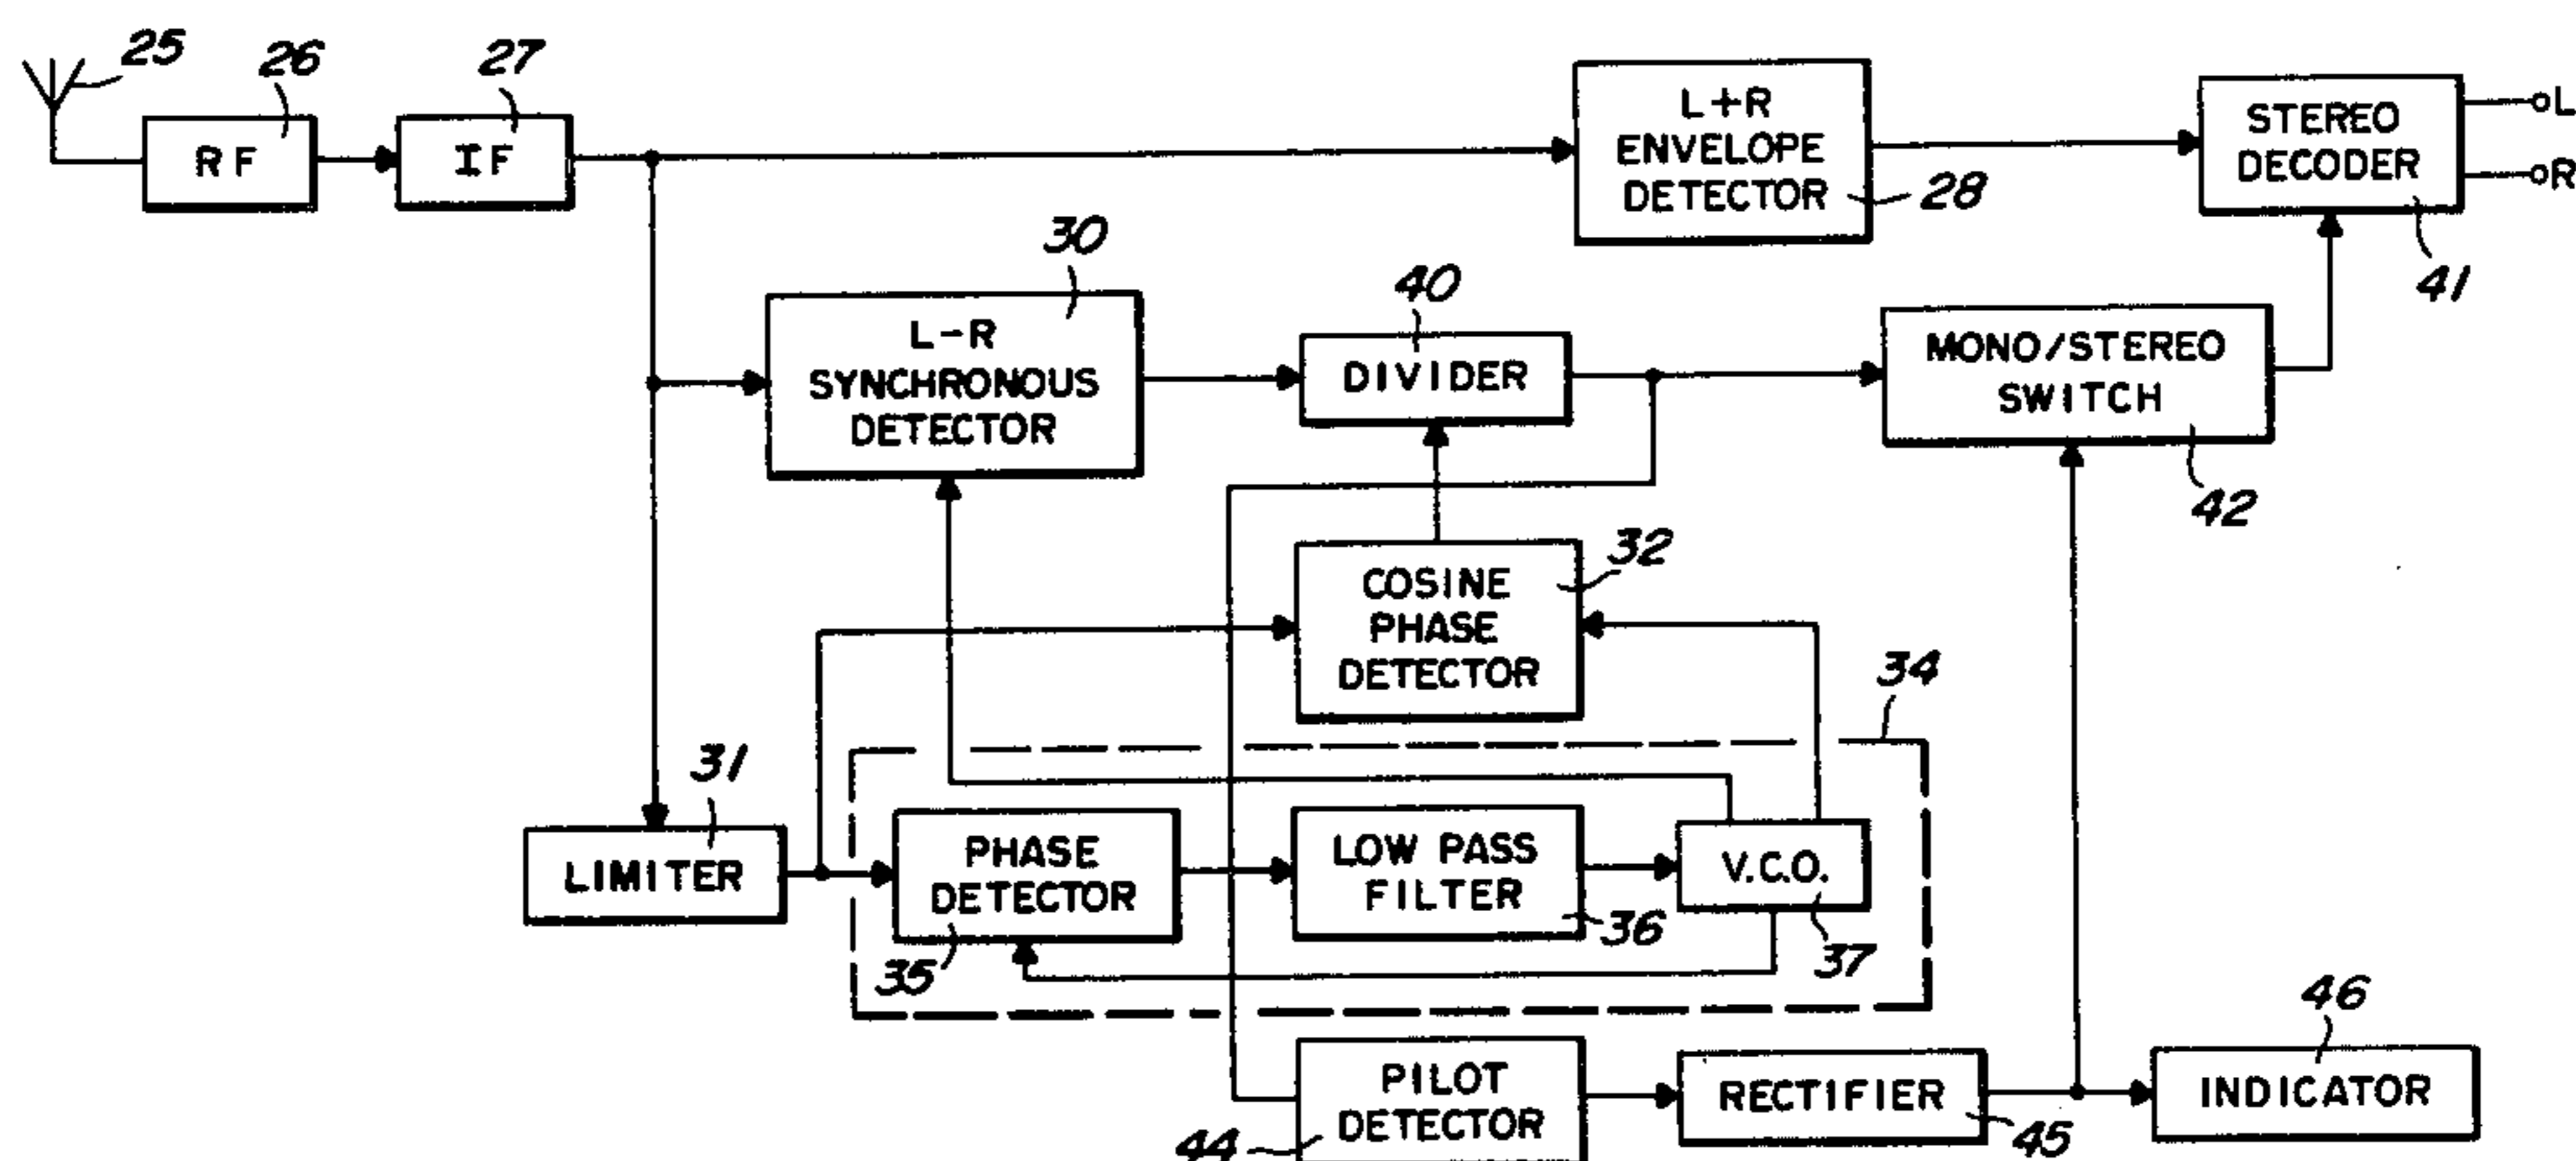 25
26
27
RF
IF
L+R
ENVELOPE
DETECTOR
28
STEREO
DECODER
L
R
41
30
L-R
SYNCHRONOUS
DETECTOR
40
DIVIDER
MONO/STEREO
SWITCH
42
32
COSINE
PHASE
DETECTOR
34
31
LIMITER
PHASE
DETECTOR
35
LOW PASS
FILTER
36
V.C.O.
37
PILOT
DETECTOR
44
RECTIFIER
45
46
INDICATOR